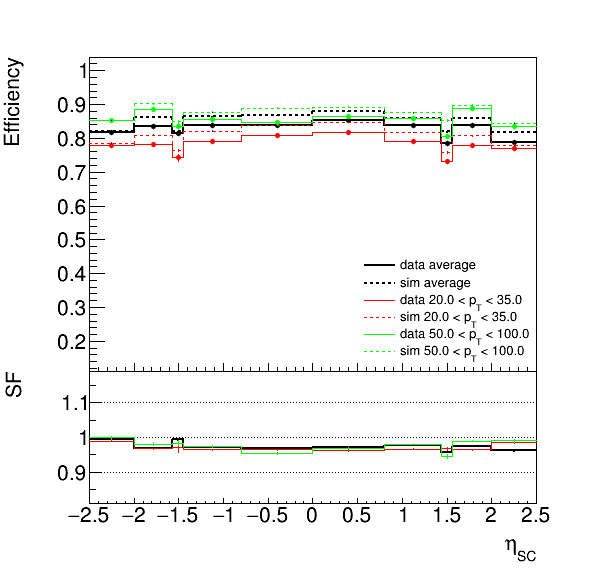 Efficiency
1
0.9
0.8
0.7
0.6
0.5
0.4
0.3
0.2
data average
sim average
data 20.0 < p_T < 35.0
sim 20.0 < p_T < 35.0
data 50.0 < p_T < 100.0
sim 50.0 < p_T < 100.0
SF
1.1
1
0.9
−2.5 −2 −1.5 −1 −0.5 0 0.5 1 1.5 2 2.5
η_SC